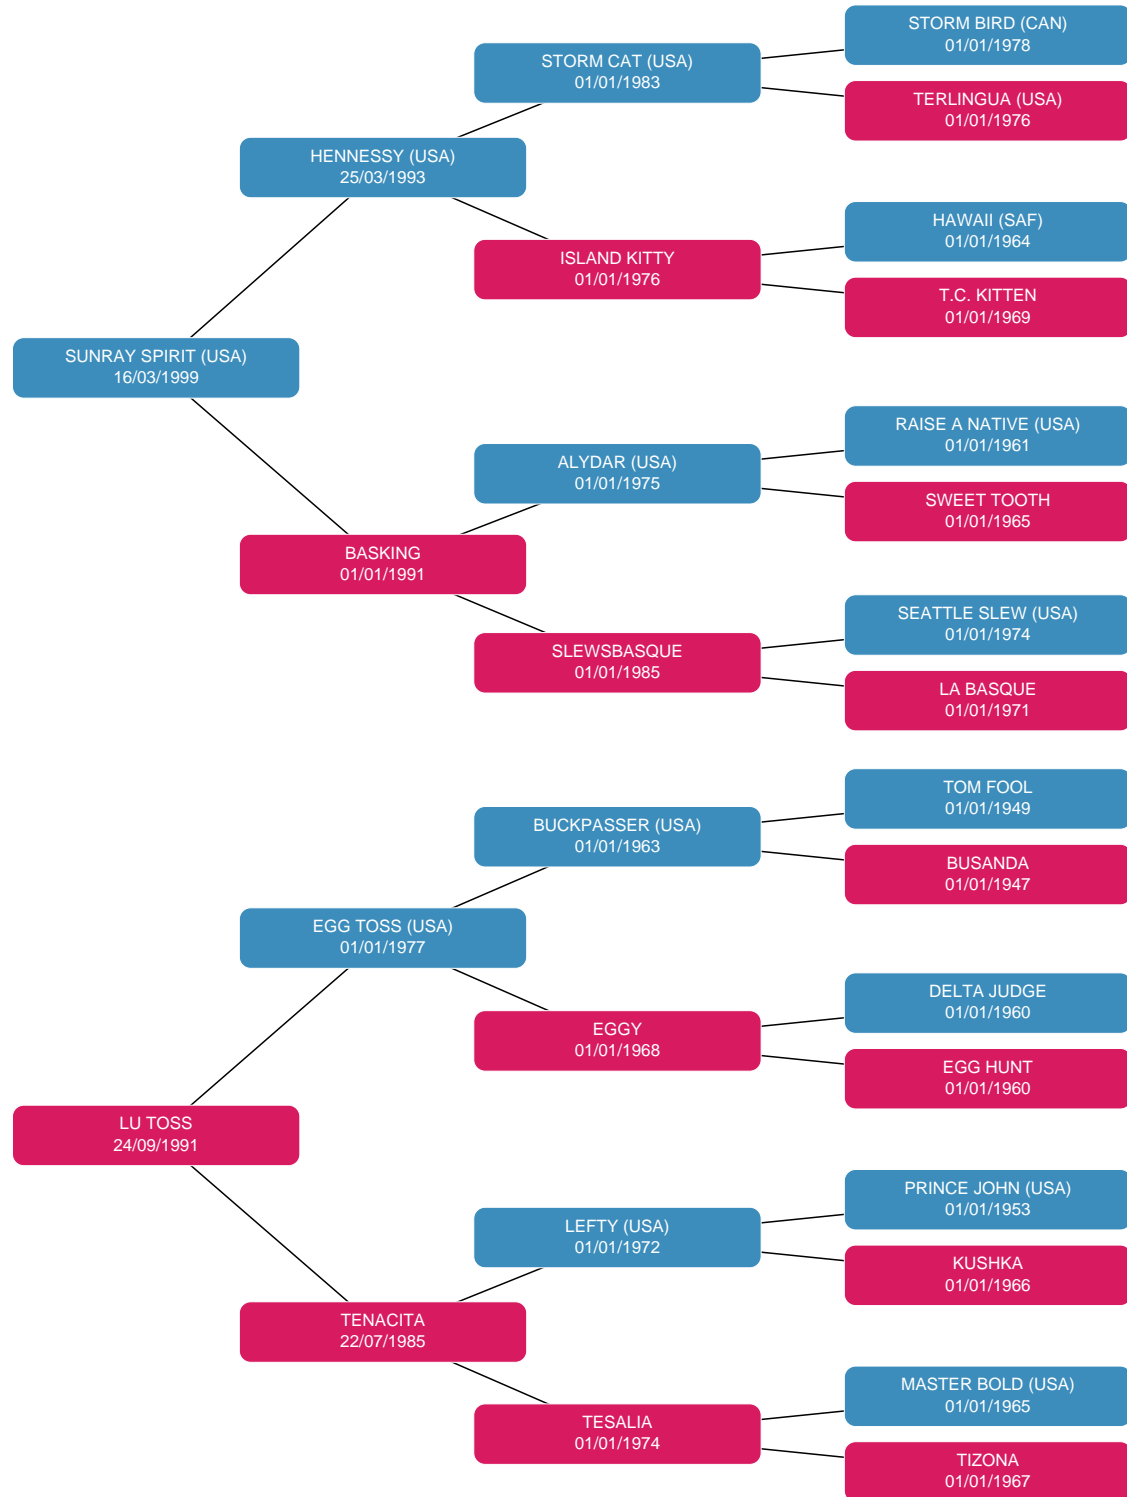 STORM BIRD (CAN)
01/01/1978
STORM CAT (USA)
01/01/1983
TERLINGUA (USA)
01/01/1976
HENNESSY (USA)
25/03/1993
HAWAII (SAF)
01/01/1964
ISLAND KITTY
01/01/1976
T.C. KITTEN
01/01/1969
SUNRAY SPIRIT (USA)
16/03/1999
RAISE A NATIVE (USA)
01/01/1961
ALYDAR (USA)
01/01/1975
SWEET TOOTH
01/01/1965
BASKING
01/01/1991
SEATTLE SLEW (USA)
01/01/1974
SLEWSBASQUE
01/01/1985
LA BASQUE
01/01/1971
TOM FOOL
01/01/1949
BUCKPASSER (USA)
01/01/1963
BUSANDA
01/01/1947
EGG TOSS (USA)
01/01/1977
DELTA JUDGE
01/01/1960
EGGY
01/01/1968
EGG HUNT
01/01/1960
LU TOSS
24/09/1991
PRINCE JOHN (USA)
01/01/1953
LEFTY (USA)
01/01/1972
KUSHKA
01/01/1966
TENACITA
22/07/1985
MASTER BOLD (USA)
01/01/1965
TESALIA
01/01/1974
TIZONA
01/01/1967